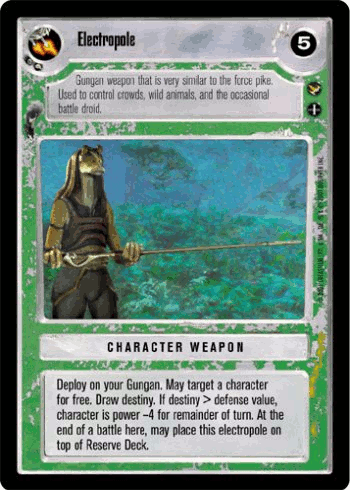 Electropole
5
Gungan weapon that is very similar to the force pike.
Used to control crowds, wild animals, and the occasional
battle droid.
CHARACTER WEAPON
Deploy on your Gungan. May target a character
for free. Draw destiny. If destiny > defense value,
character is power -4 for remainder of turn. At the
end of a battle here, may place this electropole on
top of Reserve Deck.